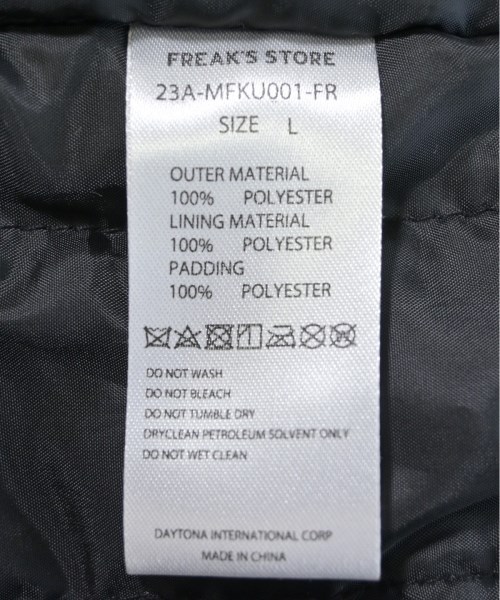 FREAK'S STORE
23A-MFKU001-FR
SIZE L
OUTER MATERIAL
100% POLYESTER
LINING MATERIAL
100% POLYESTER
PADDING
100% POLYESTER
DO NOT WASH
DO NOT BLEACH
DO NOT TUMBLE DRY
DRYCLEAN PETROLEUM SOLVENT ONLY
DO NOT WET CLEAN
DAYTONA INTERNATIONAL CORP
MADE IN CHINA